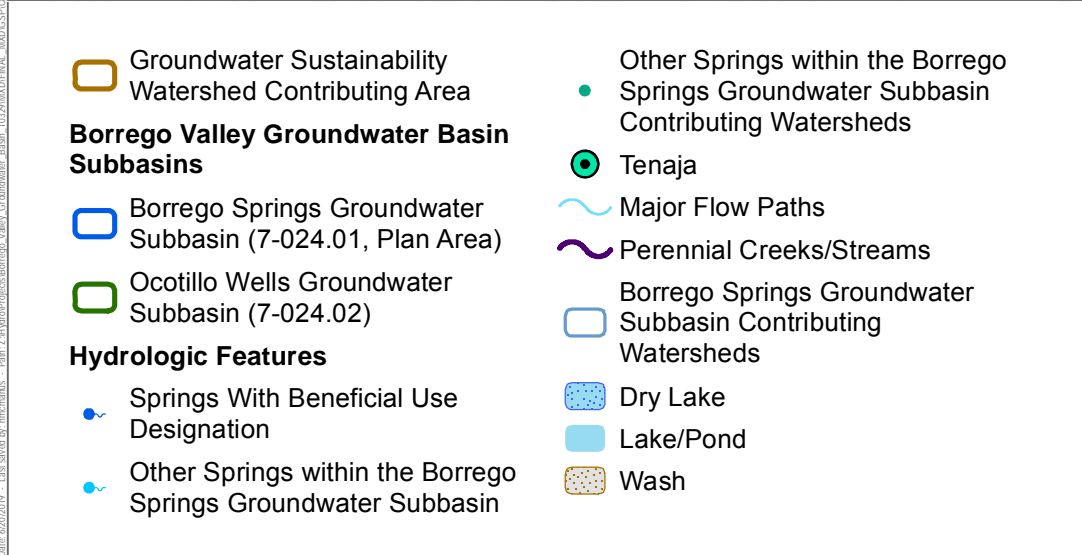 Groundwater Sustainability
Watershed Contributing Area
Borrego Valley Groundwater Basin
Subbasins
Borrego Springs Groundwater
Subbasin (7-024.01, Plan Area)
Ocotillo Wells Groundwater
Subbasin (7-024.02)
Hydrologic Features
Springs With Beneficial Use
Designation
Other Springs within the Borrego
Springs Groundwater Subbasin
Other Springs within the Borrego
Springs Groundwater Subbasin
Contributing Watersheds
Tenaja
Major Flow Paths
Perennial Creeks/Streams
Borrego Springs Groundwater
Subbasin Contributing
Watersheds
Dry Lake
Lake/Pond
Wash